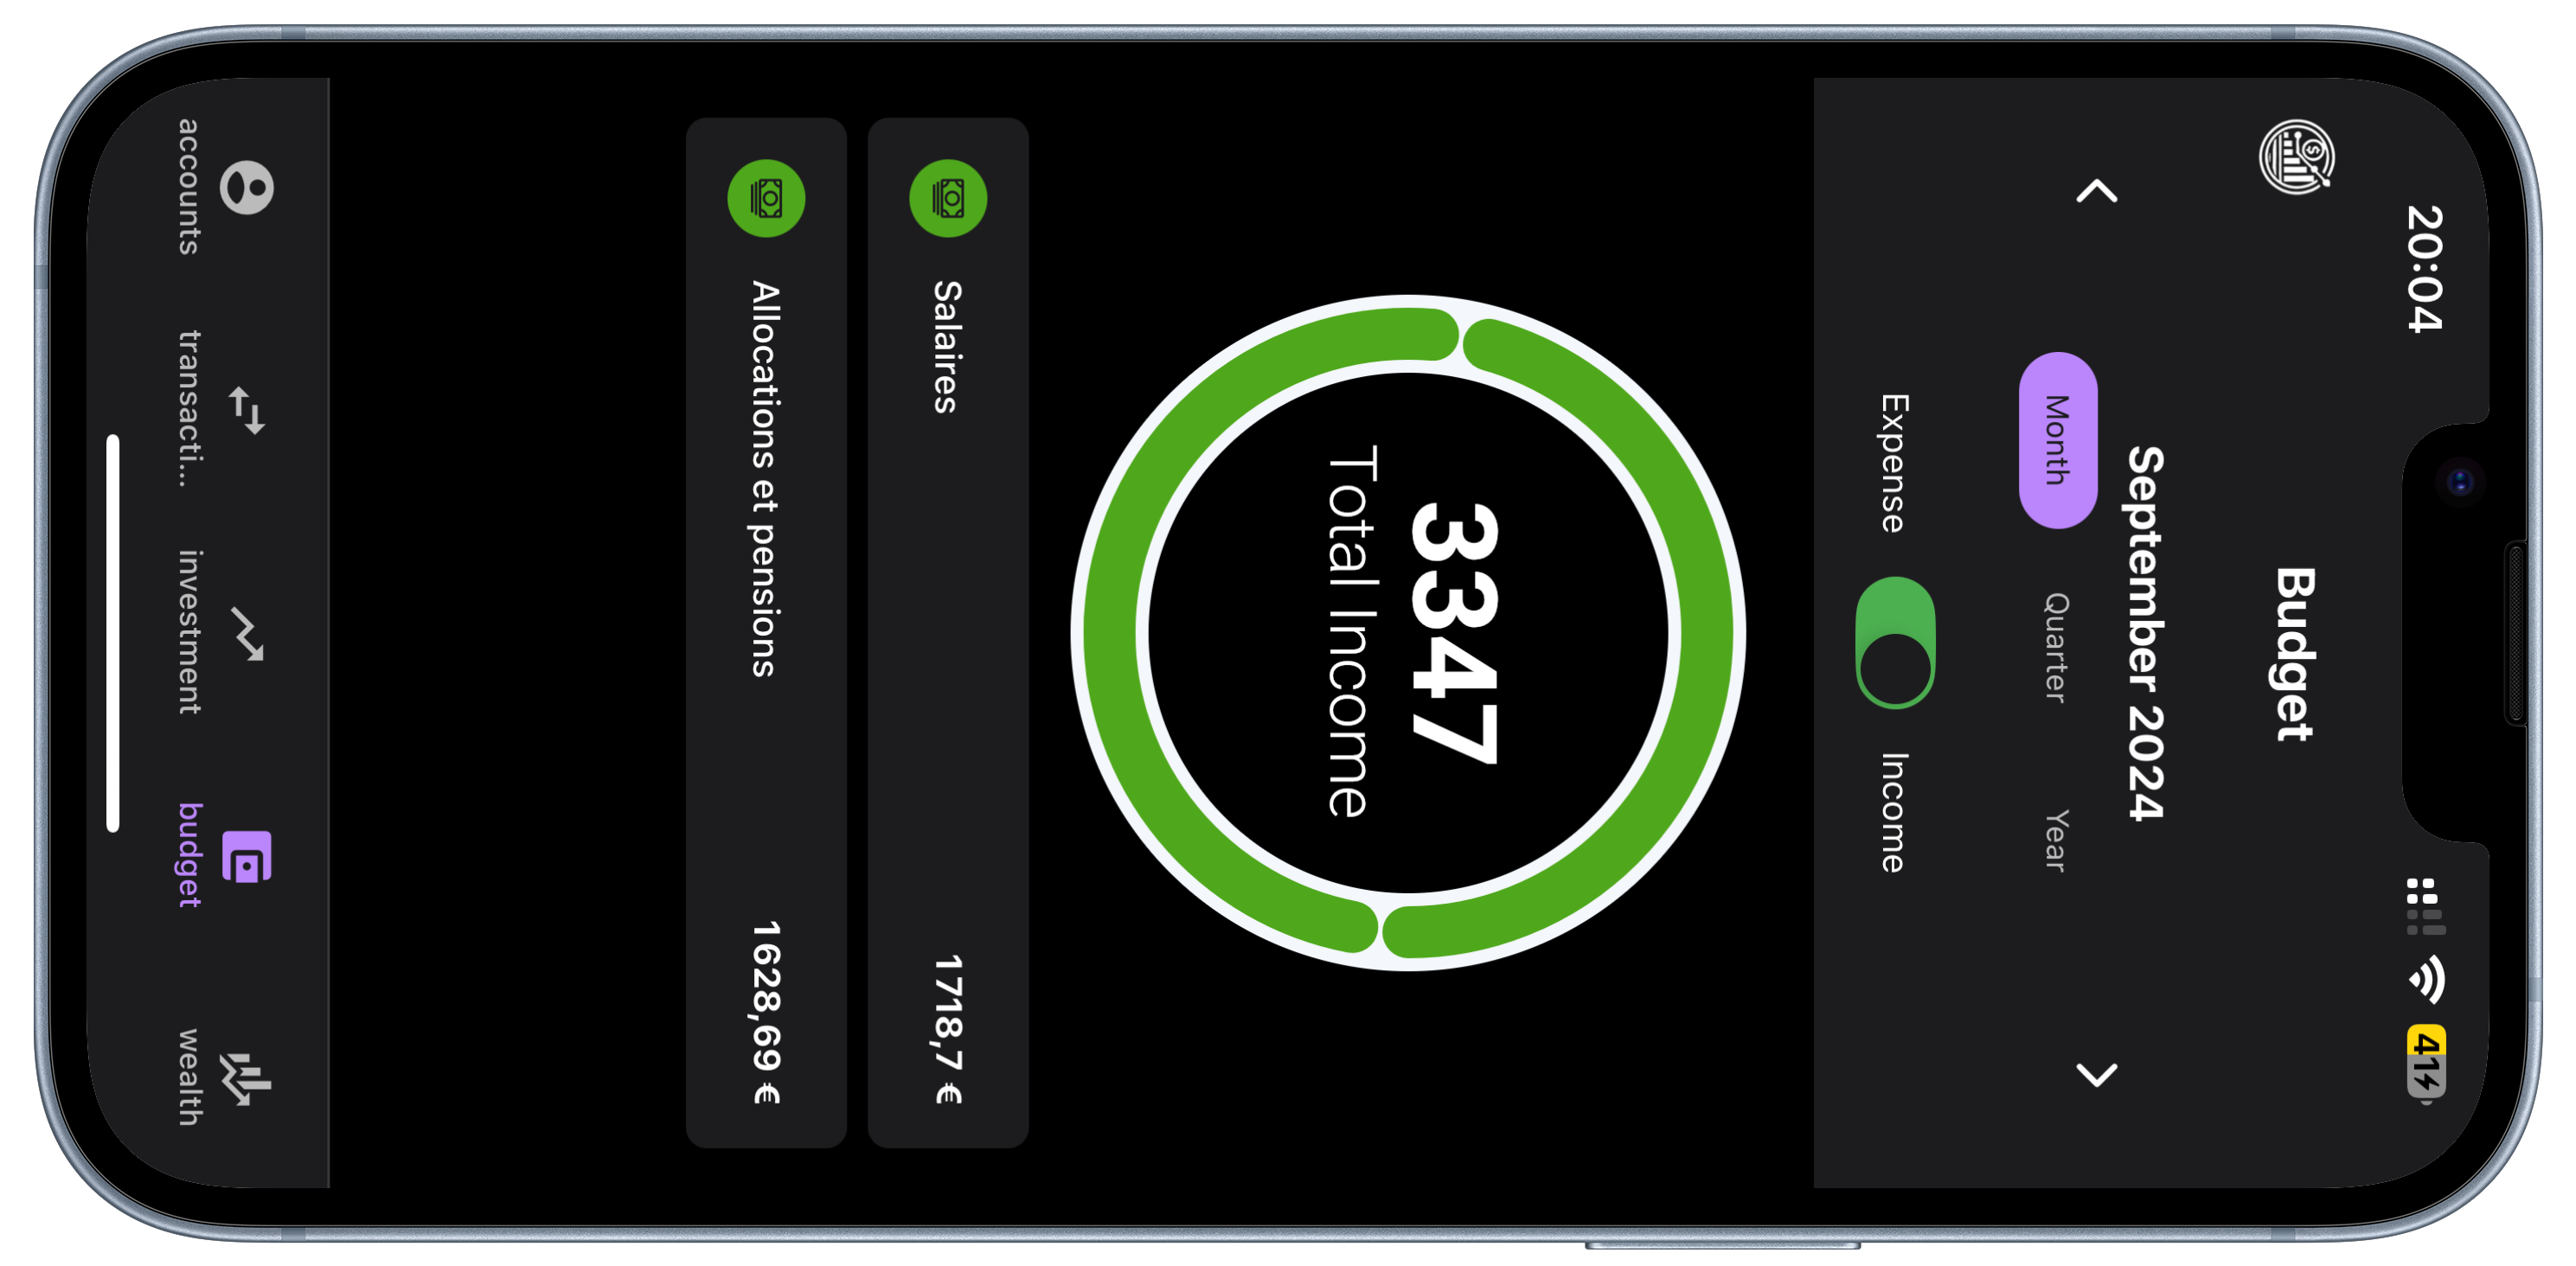 20:04
41
Budget
September 2024
Month Quarter Year
Expense Income
3347
Total Income
Salaires 1718,7 €
Allocations et pensions 1628,69 €
accounts transacti... investment budget wealth